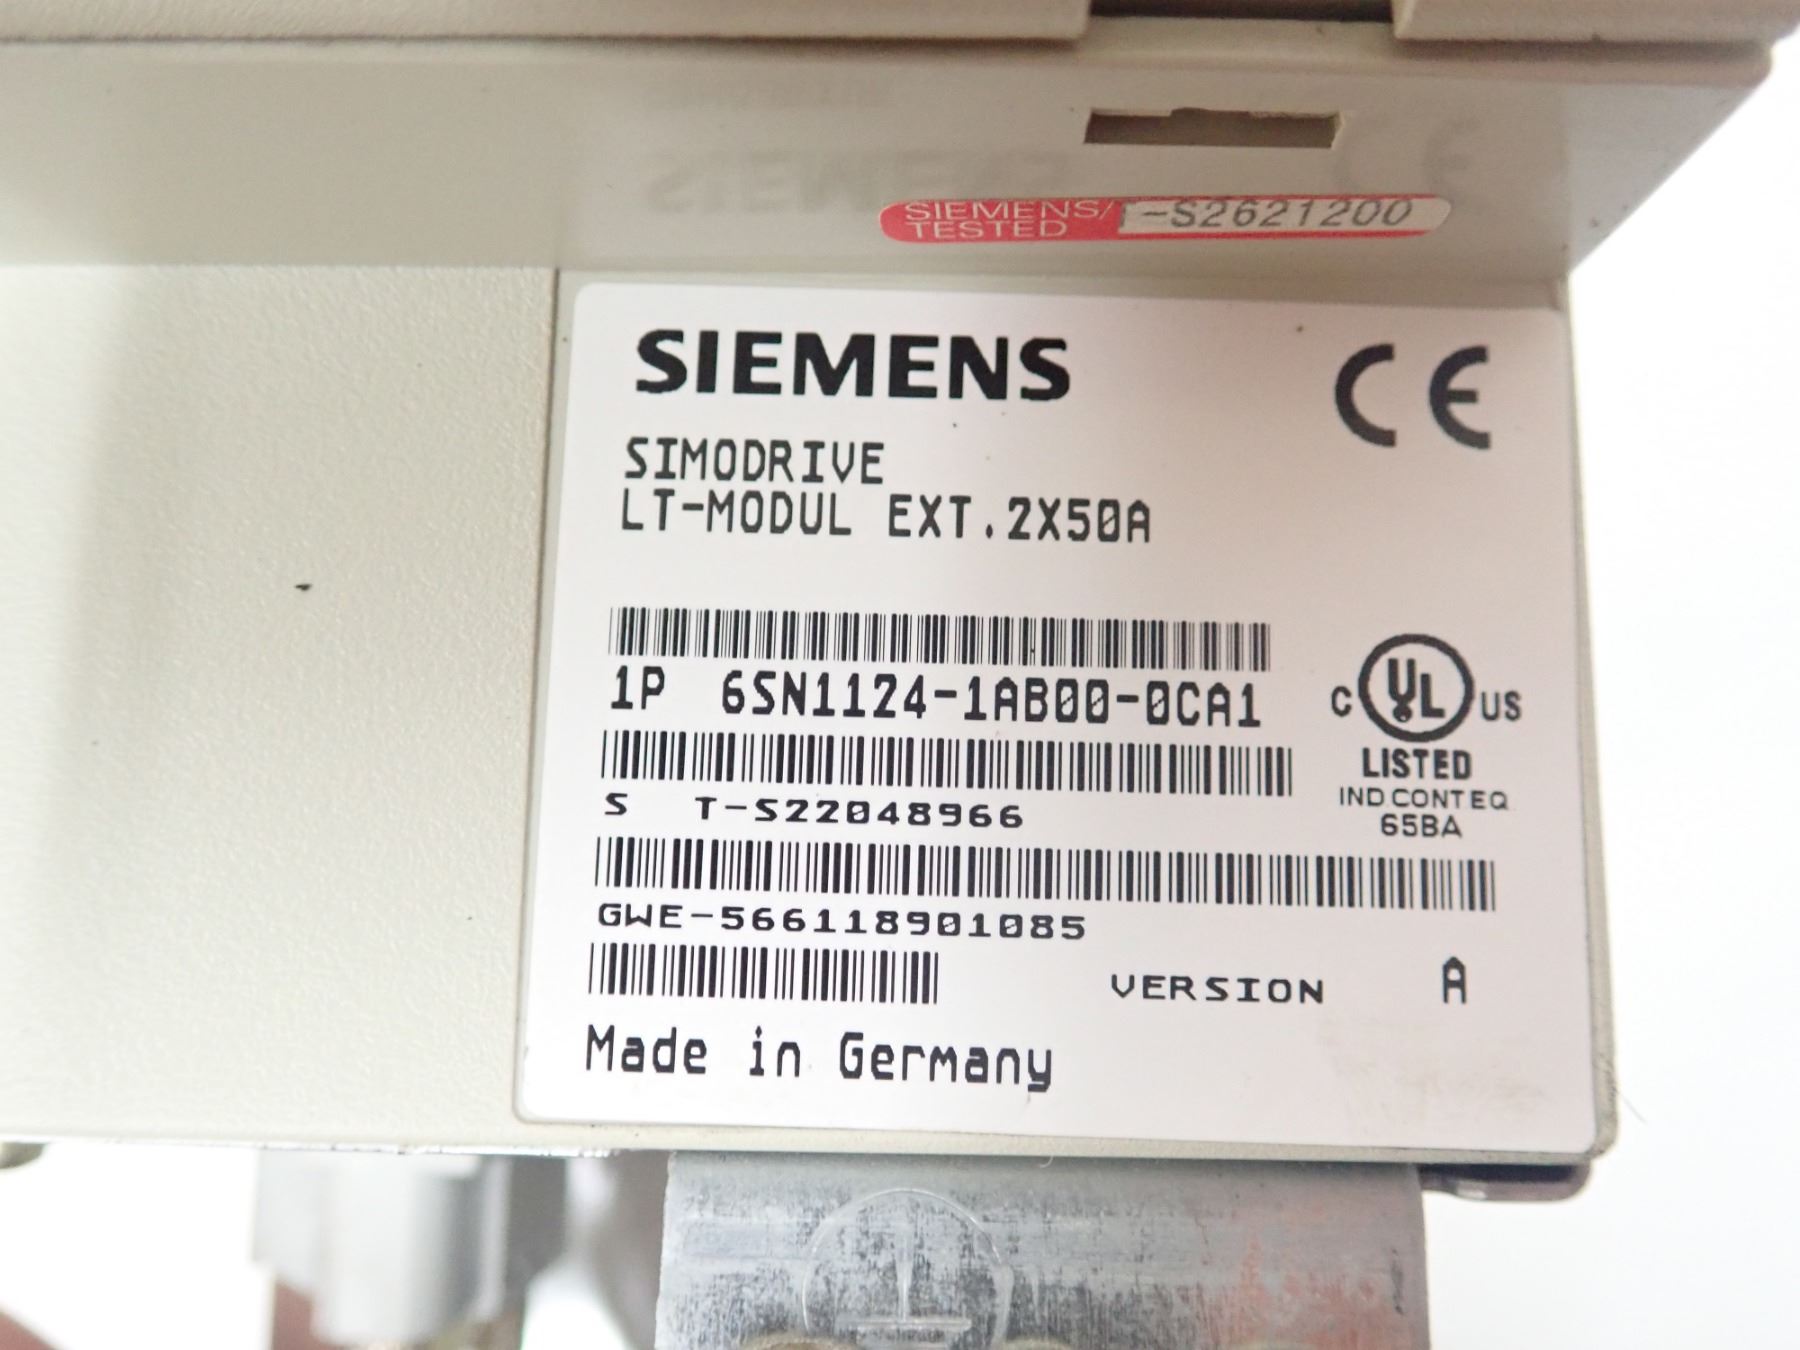 SIEMENS/ T-S2621200
TESTED
SIEMENS CE
SIMODRIVE
LT-MODUL EXT.2X50A
1P 6SN1124-1AB00-0CA1
C UL US
LISTED
IND.CONT.EQ
65BA
S T-S22048966
GWE-566118901085
VERSION A
Made in Germany